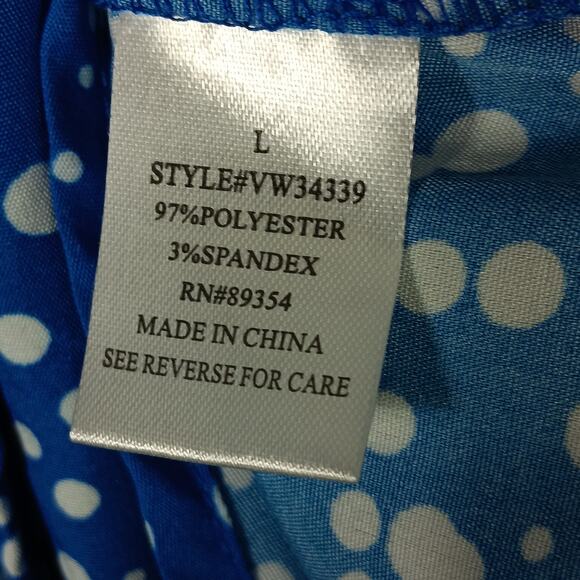 L
STYLE#VW34339
97%POLYESTER
3%SPANDEX
RN#89354
MADE IN CHINA
SEE REVERSE FOR CARE